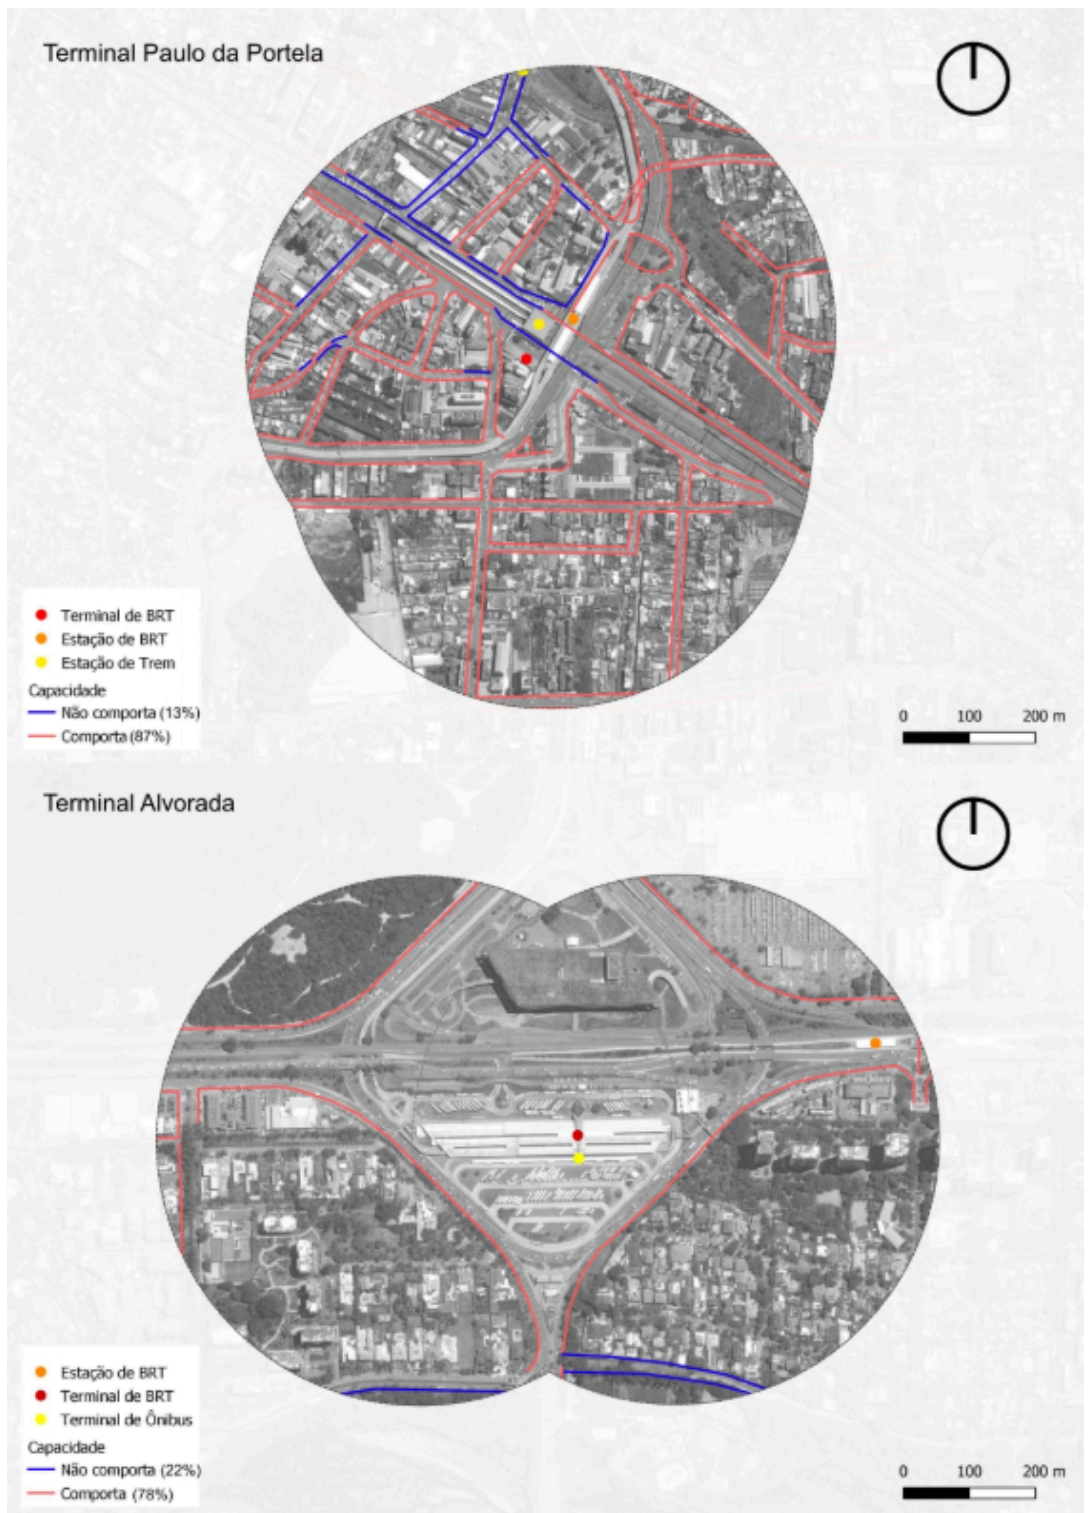 Terminal Paulo da Portela
Terminal de BRT
Estação de BRT
Estação de Trem
Capacidade
Não comporta (13%)
Comporta (87%)
0 100 200 m
Terminal Alvorada
Estação de BRT
Terminal de BRT
Terminal de Ônibus
Capacidade
Não comporta (22%)
Comporta (78%)
0 100 200 m